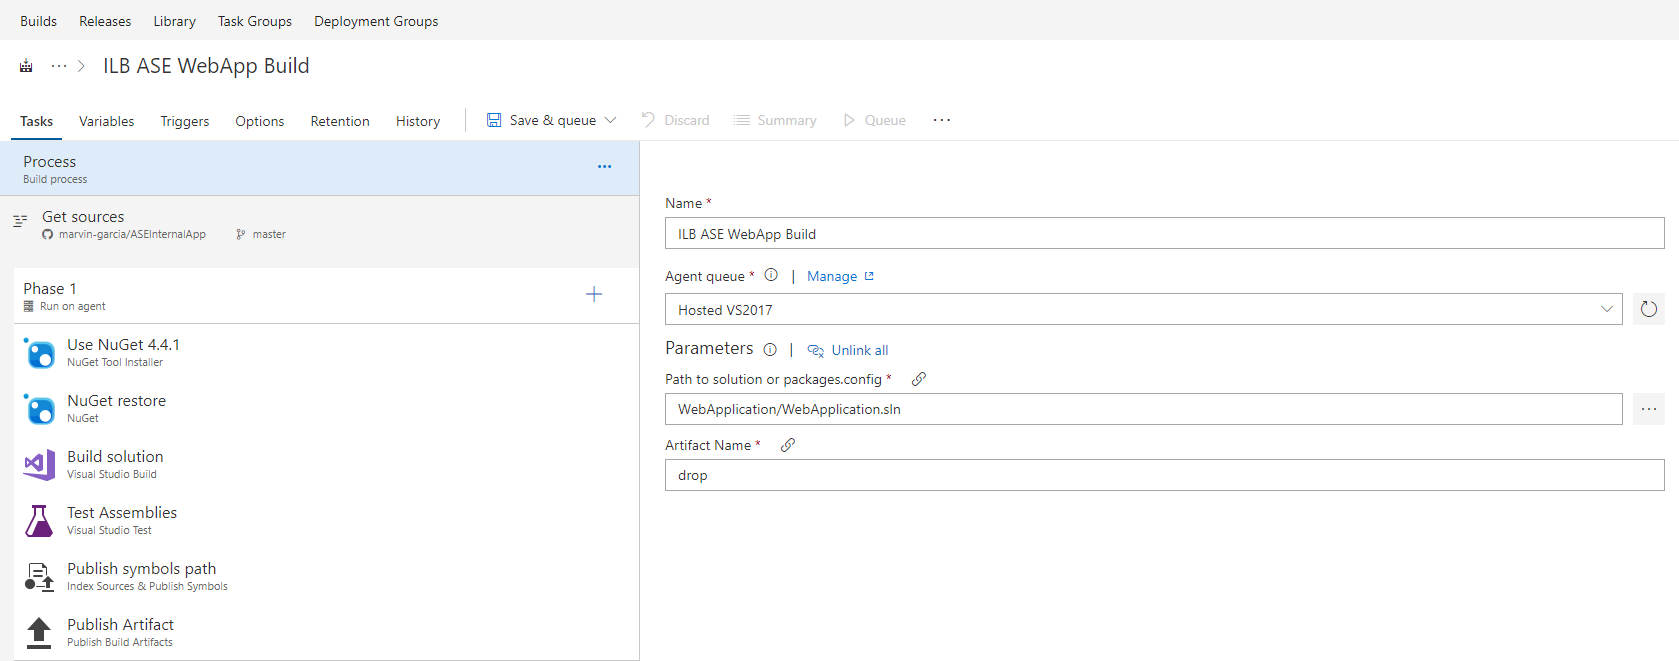 Builds Releases Library Task Groups Deployment Groups
··· > ILB ASE WebApp Build
Tasks Variables Triggers Options Retention History Save & queue Discard Summary Queue ···
Process
Build process
···
Get sources
marvin-garcia/ASEInternalApp master
Phase 1
Run on agent
Use NuGet 4.4.1
NuGet Tool Installer
NuGet restore
NuGet
Build solution
Visual Studio Build
Test Assemblies
Visual Studio Test
Publish symbols path
Index Sources & Publish Symbols
Publish Artifact
Publish Build Artifacts
Name *
ILB ASE WebApp Build
Agent queue * | Manage
Hosted VS2017
Parameters | Unlink all
Path to solution or packages.config *
WebApplication/WebApplication.sln ···
Artifact Name *
drop